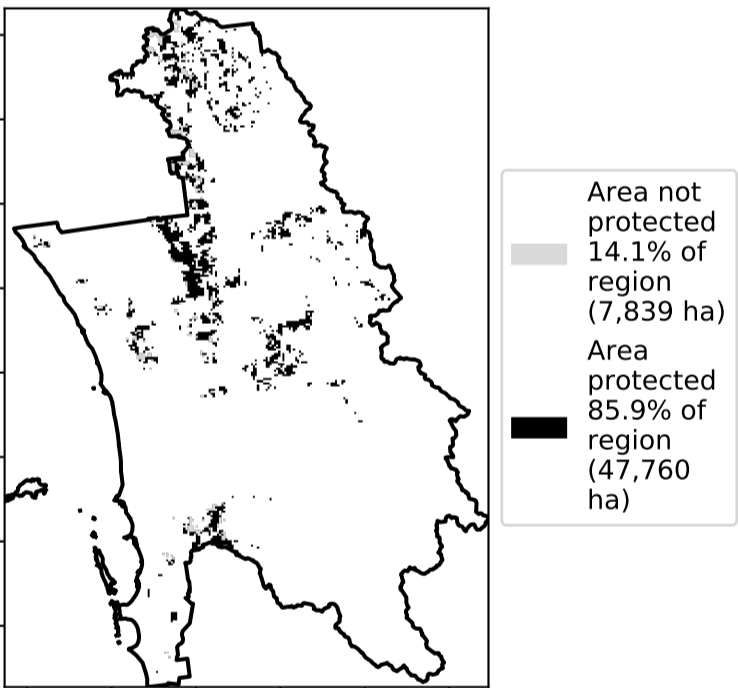 Area not
protected
14.1% of
region
(7,839 ha)
Area
protected
85.9% of
region
(47,760
ha)